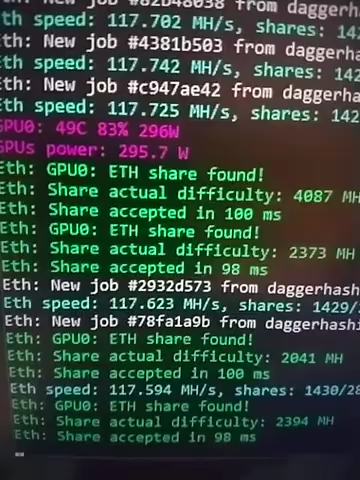 New job #82b48038 from daggerha
Eth speed: 117.702 MH/s, shares: 142
Eth: New job #4381b503 from daggerha
Eth speed: 117.742 MH/s, shares: 142
Eth: New job #c947ae42 from daggerha
Eth speed: 117.725 MH/s, shares: 142
GPU0: 49C 83% 296W
GPUs power: 295.7 W
Eth: GPU0: ETH share found!
Eth: Share actual difficulty: 4087 MH
Eth: Share accepted in 100 ms
Eth: GPU0: ETH share found!
Eth: Share actual difficulty: 2373 MH
Eth: Share accepted in 98 ms
Eth: New job #2932d573 from daggerhash
Eth speed: 117.623 MH/s, shares: 1429/
Eth: New job #78fa1a9b from daggerhashi
Eth: GPU0: ETH share found!
Eth: Share actual difficulty: 2041 MH
Eth: Share accepted in 100 ms
Eth speed: 117.594 MH/s, shares: 1430/28
Eth: GPU0: ETH share found!
Eth: Share actual difficulty: 2394 MH
Eth: Share accepted in 98 ms